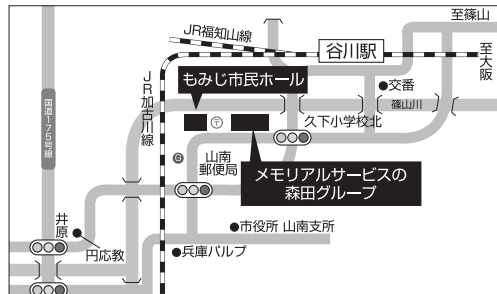 至篠山
JR福知山線
谷川駅
至大阪
もみじ市民ホール
●交番
篠山川
JR加古川線
国道175号線
〒
久下小学校北
G
山南
郵便局
メモリアルサービスの
森田グループ
井原
円応教
●市役所 山南支所
●兵庫パルプ